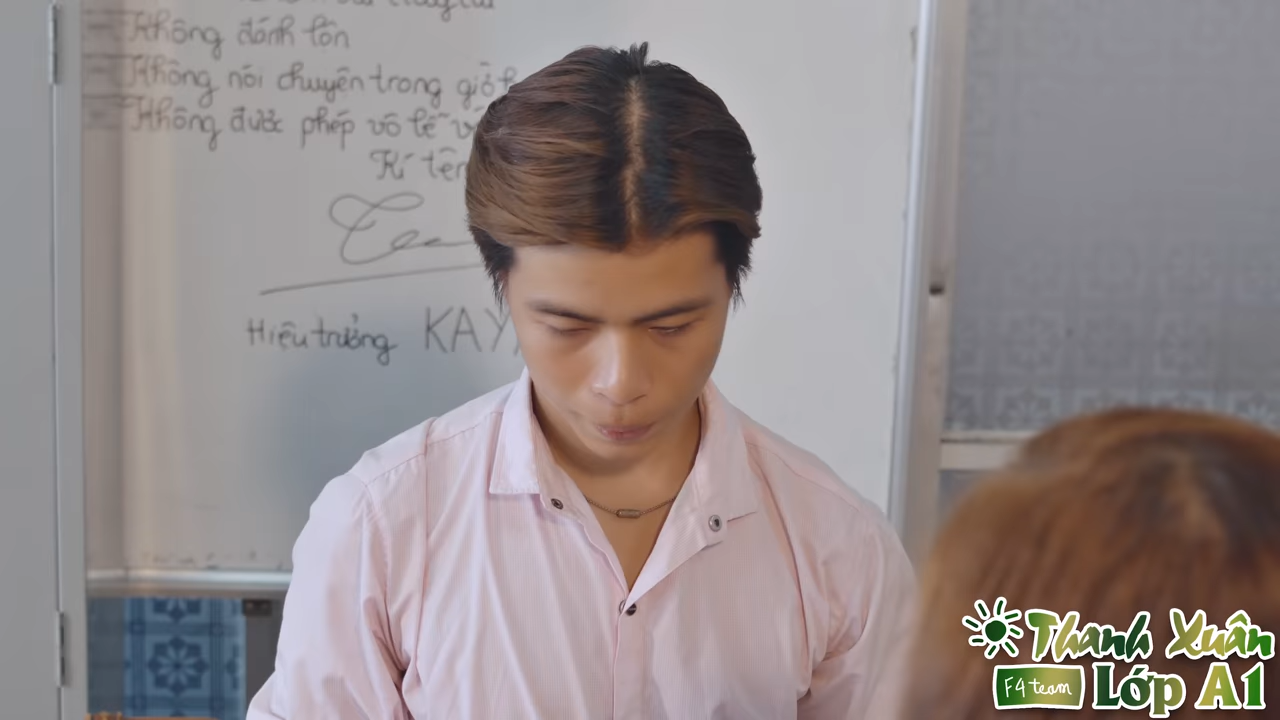 Không đánh lộn
Không nói chuyện trong giờ
Không được phép vô lễ
Kí tên
Hiệu trưởng KAY
Thanh Xuân
F4 team
Lớp A1